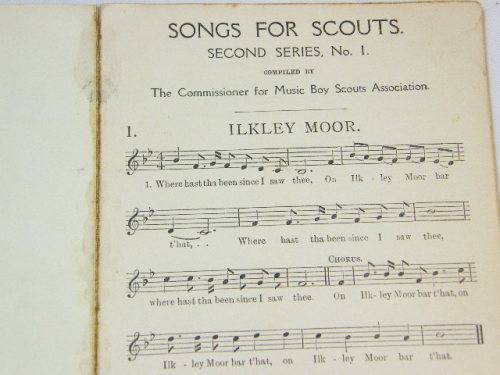 SONGS FOR SCOUTS.
SECOND SERIES, No. 1.
COMPILED BY
The Commissioner for Music Boy Scouts Association.
1. ILKLEY MOOR.
1. Where hast tha been since I saw thee, On Ilk - ley Moor bar
t'hat, . . Where hast tha been since I saw thee,
CHORUS.
where hast tha been since I saw thee. On Ilk- ley Moor bar t'hat, on
Ilk - ley Moor bar t'hat, on Ilk - ley Moor bar t'hat.